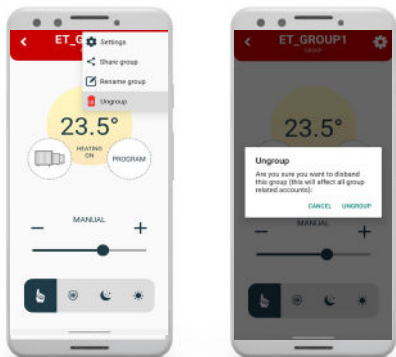 ET_G
Settings
Share group
Rename group
Ungroup
23.5°
HEATING
ON
PROGRAM
MANUAL
ET_GROUP1
GROUP
23.5°
Ungroup
Are you sure you want to disband
this group (this will affect all group
related accounts):
CANCEL UNGROUP
MANUAL